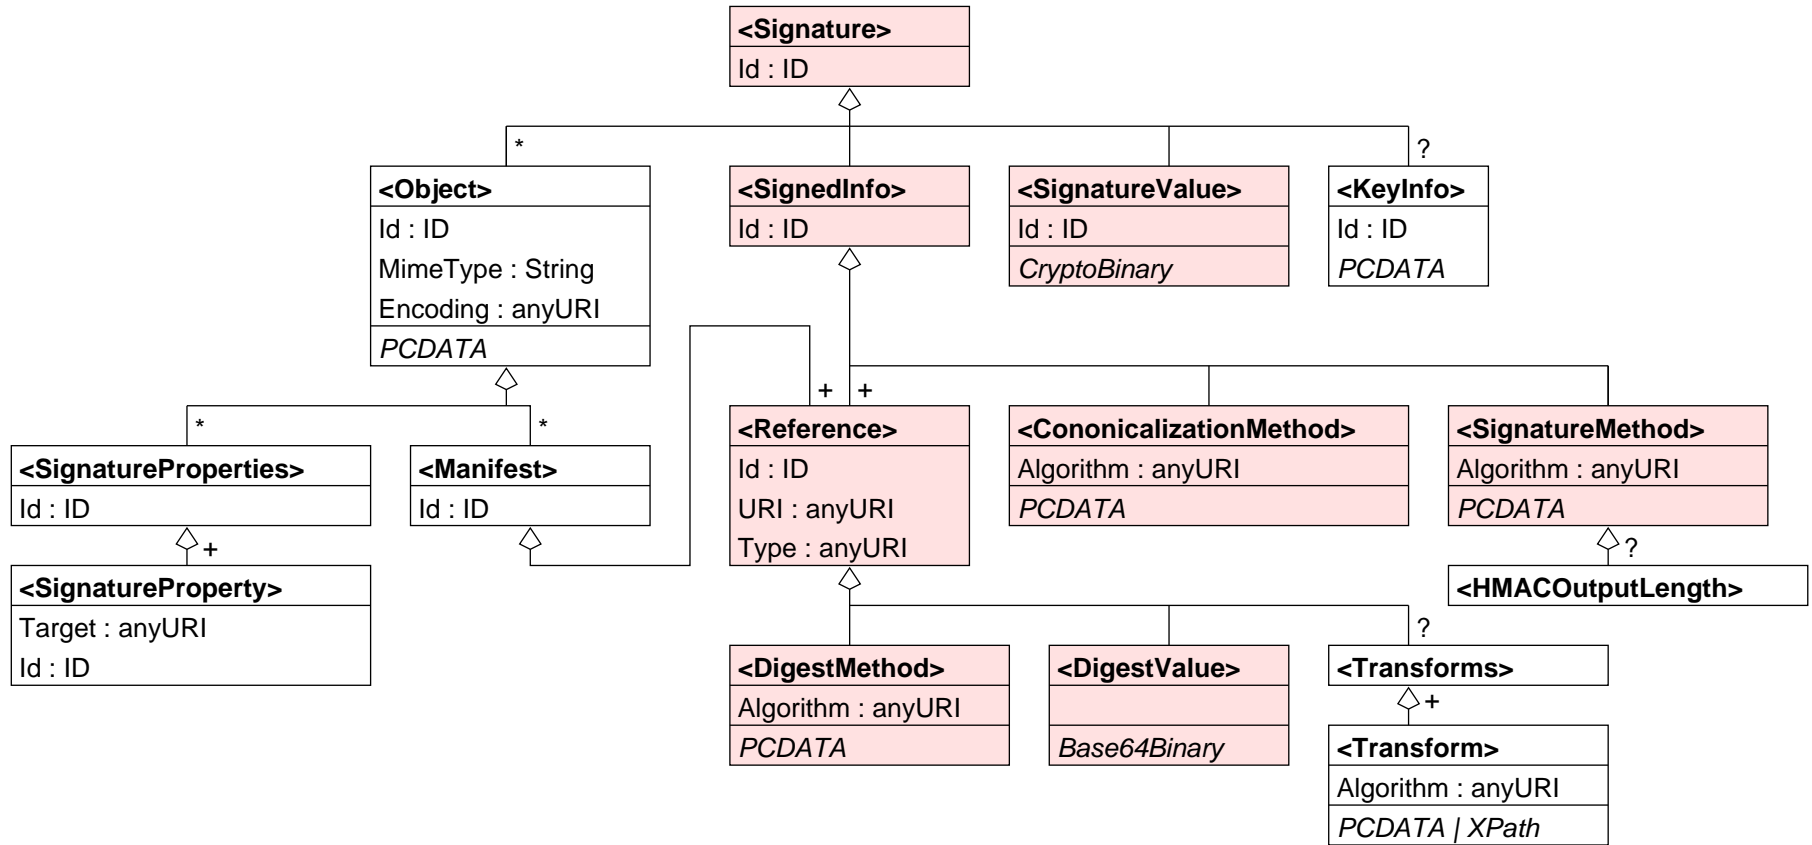 <Signature>
Id : ID
*
?
<Object>
Id : ID
MimeType : String
Encoding : anyURI
PCDATA
<SignedInfo>
Id : ID
<SignatureValue>
Id : ID
CryptoBinary
<KeyInfo>
Id : ID
PCDATA
*
*
+
+
<SignatureProperties>
Id : ID
+
<SignatureProperty>
Target : anyURI
Id : ID
<Manifest>
Id : ID
<Reference>
Id : ID
URI : anyURI
Type : anyURI
<CononicalizationMethod>
Algorithm : anyURI
PCDATA
<SignatureMethod>
Algorithm : anyURI
PCDATA
?
<HMACOutputLength>
?
<DigestMethod>
Algorithm : anyURI
PCDATA
<DigestValue>
Base64Binary
<Transforms>
+
<Transform>
Algorithm : anyURI
PCDATA | XPath